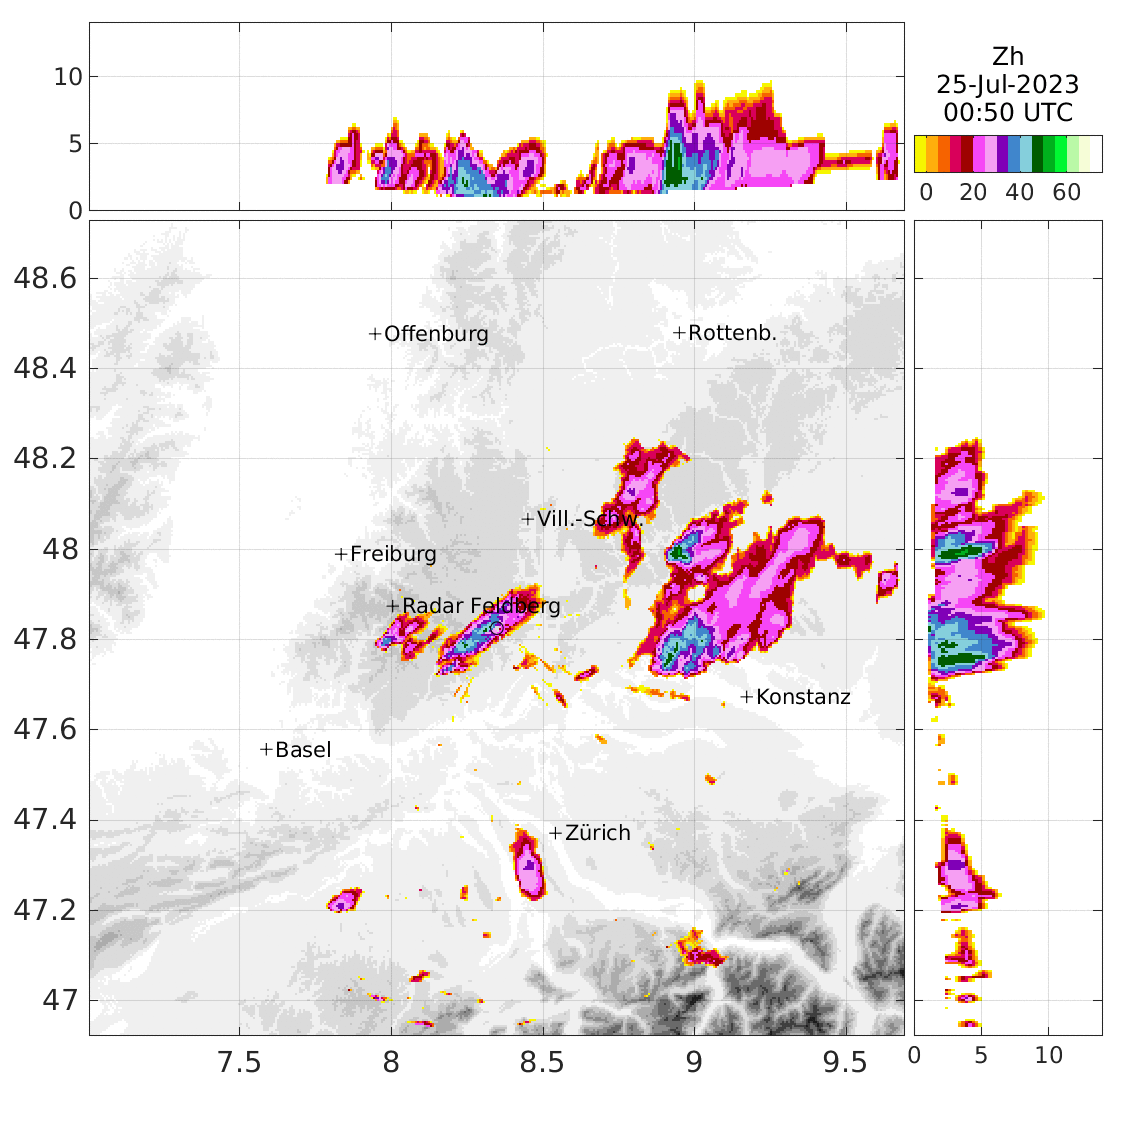 10
5
0
Zh
25-Jul-2023
00:50 UTC
0 20 40 60
48.6
48.4
48.2
48
47.8
47.6
47.4
47.2
47
+Offenburg
+Rottenb.
+Vill.-Schw.
+Freiburg
+Radar Feldberg
+Konstanz
+Basel
+Zürich
7.5 8 8.5 9 9.5
0 5 10